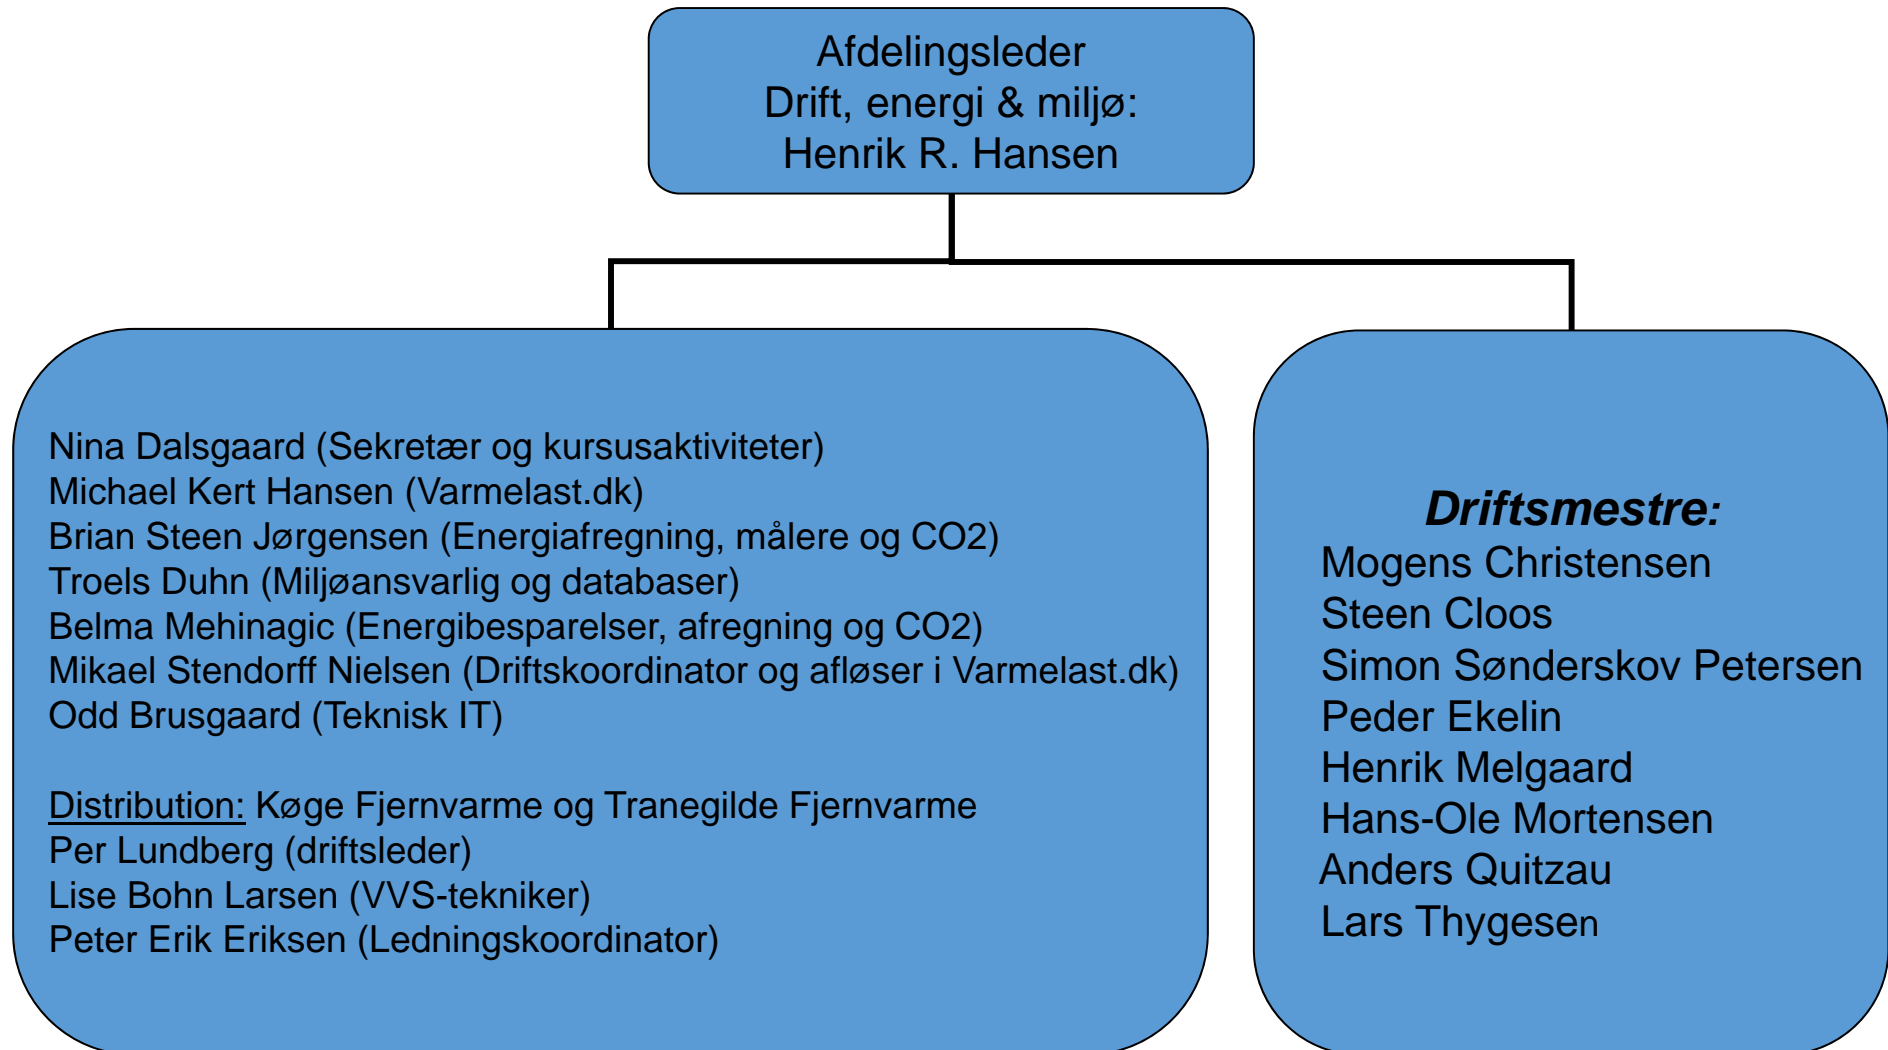 Afdelingsleder
Drift, energi & miljø:
Henrik R. Hansen
Nina Dalsgaard (Sekretær og kursusaktiviteter)
Michael Kert Hansen (Varmelast.dk)
Brian Steen Jørgensen (Energiafregning, målere og CO2)
Troels Duhn (Miljøansvarlig og databaser)
Belma Mehinagic (Energibesparelser, afregning og CO2)
Mikael Stendorff Nielsen (Driftskoordinator og afløser i Varmelast.dk)
Odd Brusgaard (Teknisk IT)
Distribution: Køge Fjernvarme og Tranegilde Fjernvarme
Per Lundberg (driftsleder)
Lise Bohn Larsen (VVS-tekniker)
Peter Erik Eriksen (Ledningskoordinator)
Driftsmestre:
Mogens Christensen
Steen Cloos
Simon Sønderskov Petersen
Peder Ekelin
Henrik Melgaard
Hans-Ole Mortensen
Anders Quitzau
Lars Thygesen